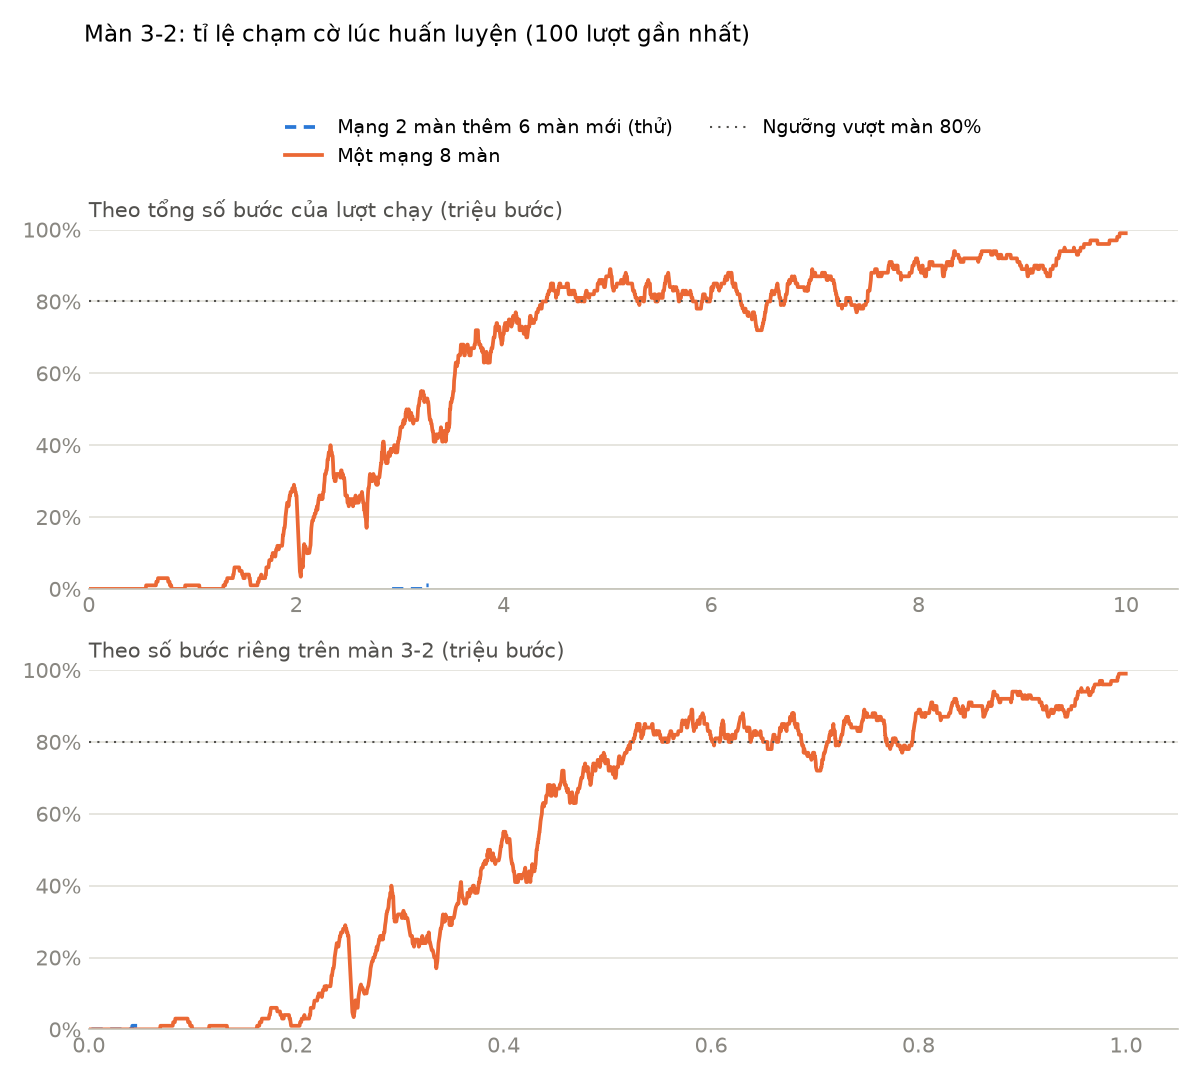 Màn 3-2: tỉ lệ chạm cờ lúc huấn luyện (100 lượt gần nhất)
Mạng 2 màn thêm 6 màn mới (thử)
Ngưỡng vượt màn 80%
Một mạng 8 màn
Theo tổng số bước của lượt chạy (triệu bước)
100%
80%
60%
40%
20%
0%
0 2 4 6 8 10
Theo số bước riêng trên màn 3-2 (triệu bước)
100%
80%
60%
40%
20%
0%
0.0 0.2 0.4 0.6 0.8 1.0